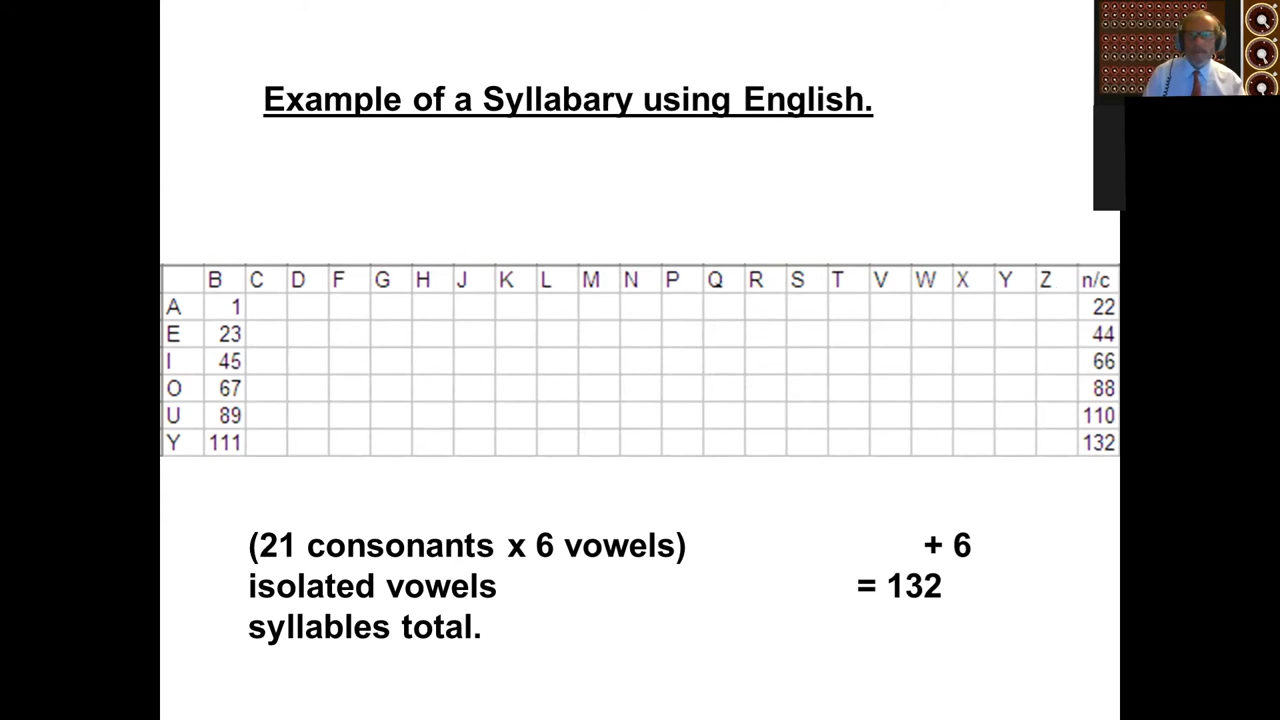 Example of a Syllabary using English.
B C D F G H J K L M N P Q R S T V W X Y Z n/c
A 1 22
E 23 44
I 45 66
O 67 88
U 89 110
Y 111 132
(21 consonants x 6 vowels) + 6
isolated vowels = 132
syllables total.